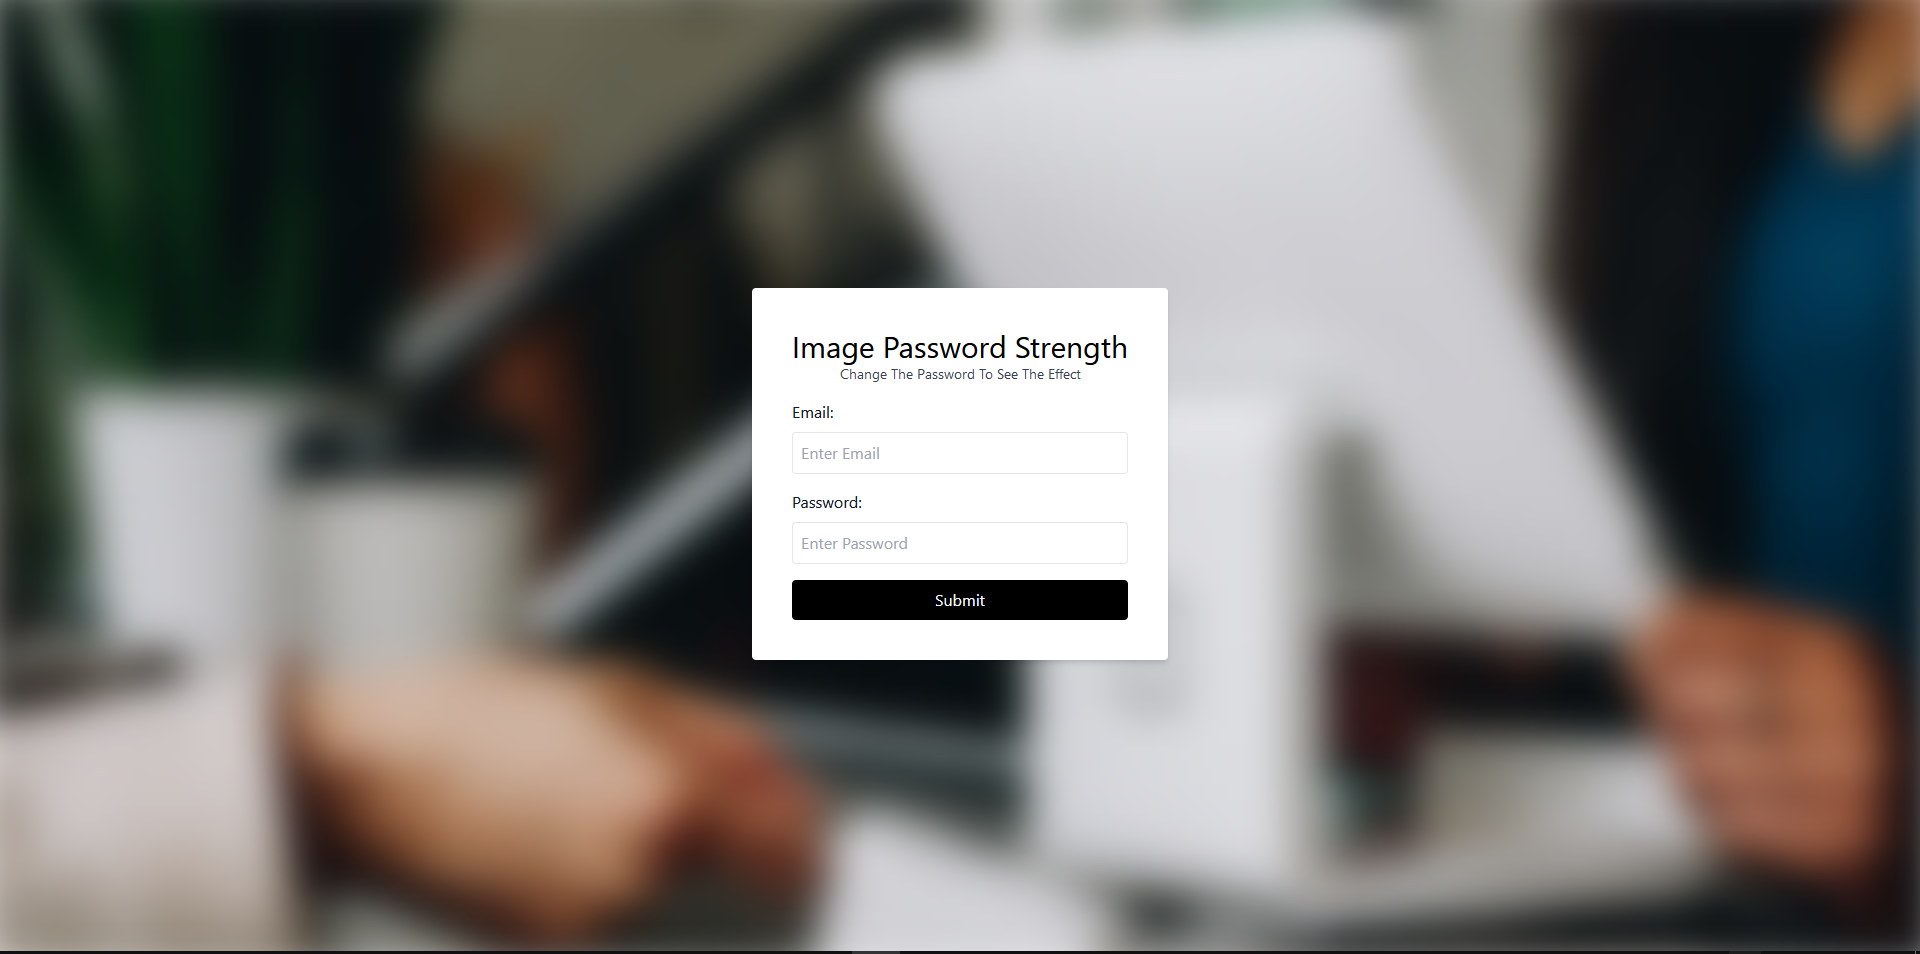 Image Password Strength
Change The Password To See The Effect
Email:
Enter Email
Password:
Enter Password
Submit